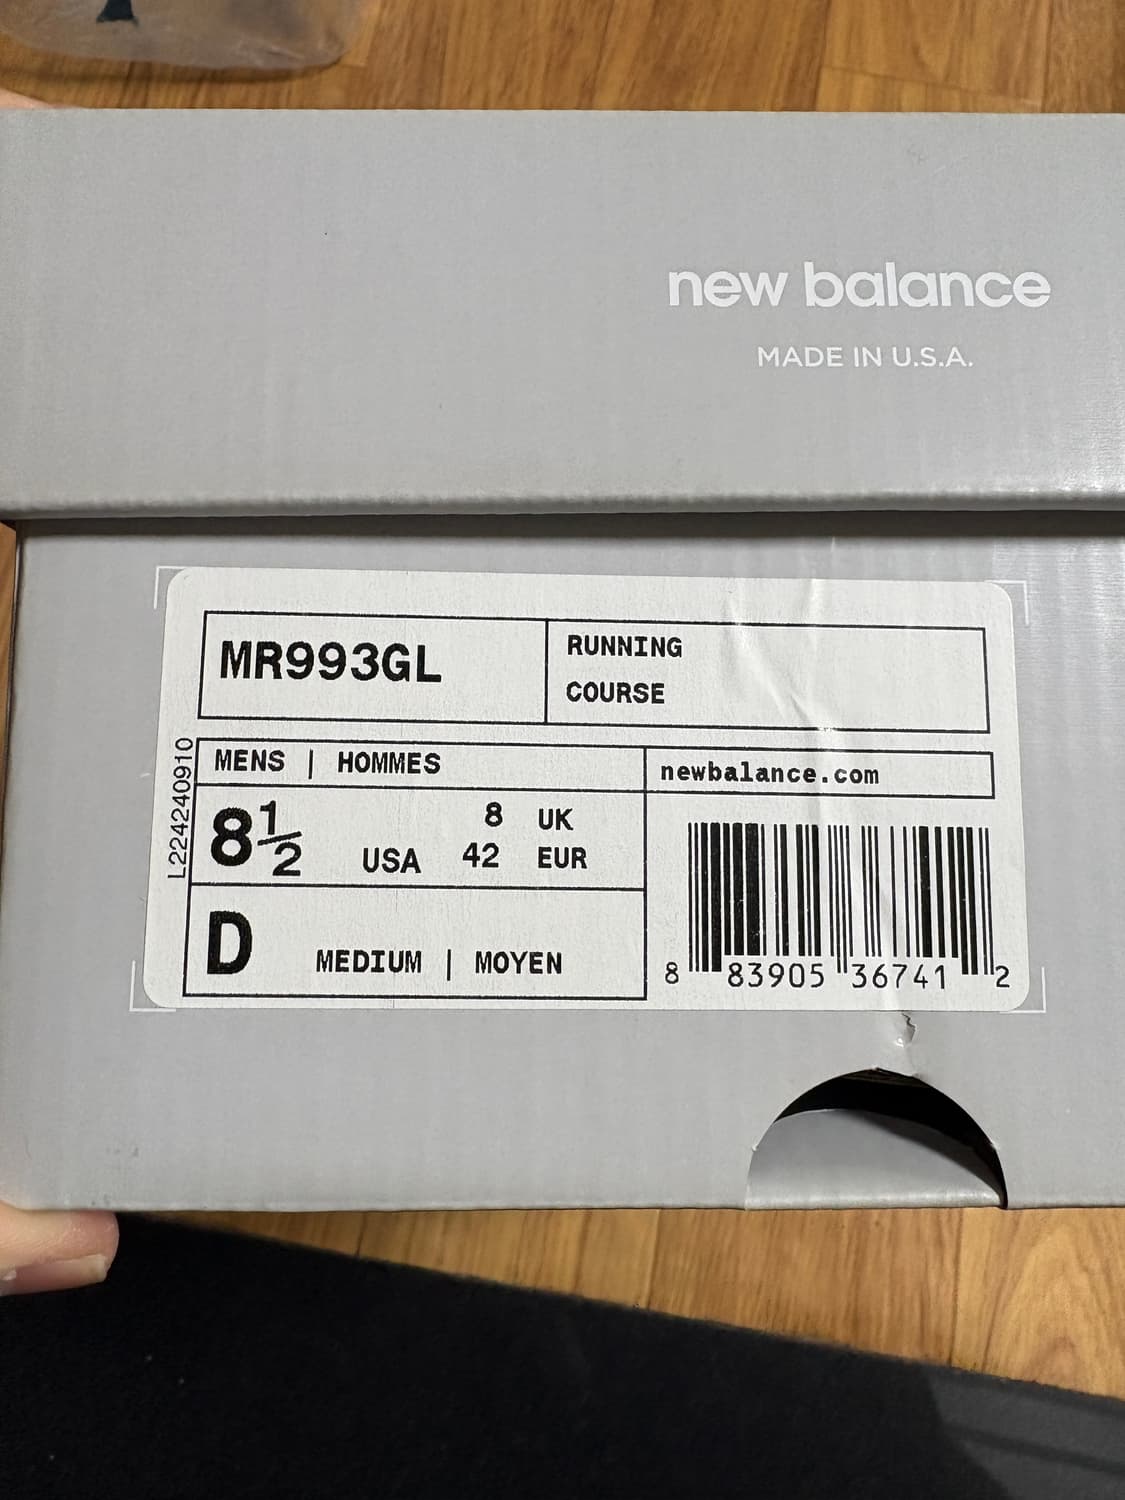 new balance
MADE IN U.S.A.
MR993GL
RUNNING
COURSE
L224240910
MENS | HOMMES
newbalance.com
8½ USA
8 UK
42 EUR
D MEDIUM | MOYEN
8 83905 36741 2